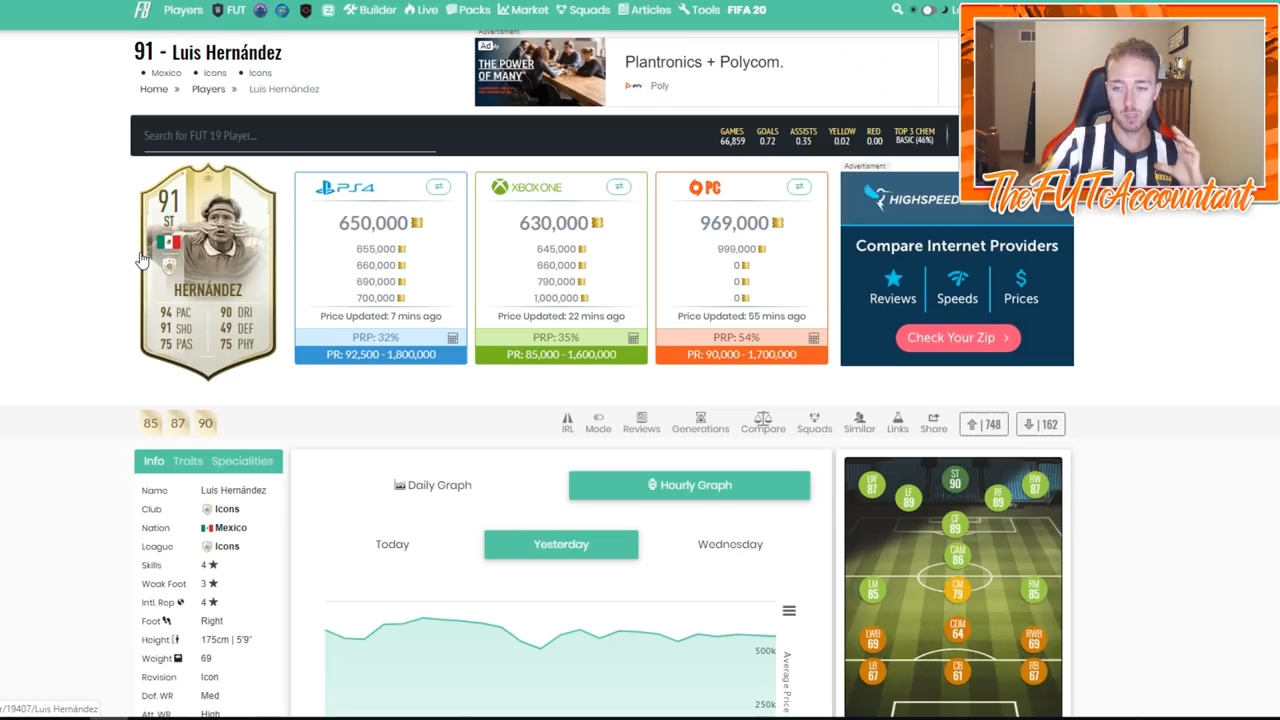 FB Players FUT Builder Live Packs Market Squads Articles Tools FIFA 20
Advertisment
91 - Luis Hernández
• Mexico • Icons • Icons
Home » Players » Luis Hernández
Ad
THE POWER
OF MANY
Plantronics + Polycom.
poly Poly
Search for FUT 19 Player...
GAMES GOALS ASSISTS YELLOW RED TOP 3 CHEM
66,859 0.72 0.35 0.02 0.00 BASIC (46%)
TheFUTAccountant
91
ST
HERNÁNDEZ
94 PAC 90 DRI
91 SHO 49 DEF
75 PAS 75 PHY
PS4
650,000
655,000
660,000
690,000
700,000
Price Updated: 7 mins ago
PRP: 32%
PR: 92,500 - 1,800,000
XBOX ONE
630,000
645,000
660,000
790,000
1,000,000
Price Updated: 22 mins ago
PRP: 35%
PR: 85,000 - 1,600,000
PC
969,000
999,000
0
0
0
Price Updated: 55 mins ago
PRP: 54%
PR: 90,000 - 1,700,000
Advertisment
HIGHSPEED
Compare Internet Providers
Reviews Speeds Prices
Check Your Zip ›
85 87 90
IRL Mode Reviews Generations Compare Squads Similar Links Share | 748 | 162
Info Traits Specialities
Name Luis Hernández
Club Icons
Nation Mexico
League Icons
Skills 4
Weak Foot 3
Intl. Rep 4
Foot Right
Height 175cm | 5'9"
Weight 69
Revision Icon
Def. WR Med
Att. WR High
Daily Graph Hourly Graph
Today Yesterday Wednesday
500k
250k
Average Price
ST
90
LW
87
RW
87
LF
89
RF
89
CF
89
CAM
86
LM
85
CM
79
RM
85
CDM
64
LWB
69
RWB
69
LB
67
CB
61
RB
67
r/19407/Luis Hernández